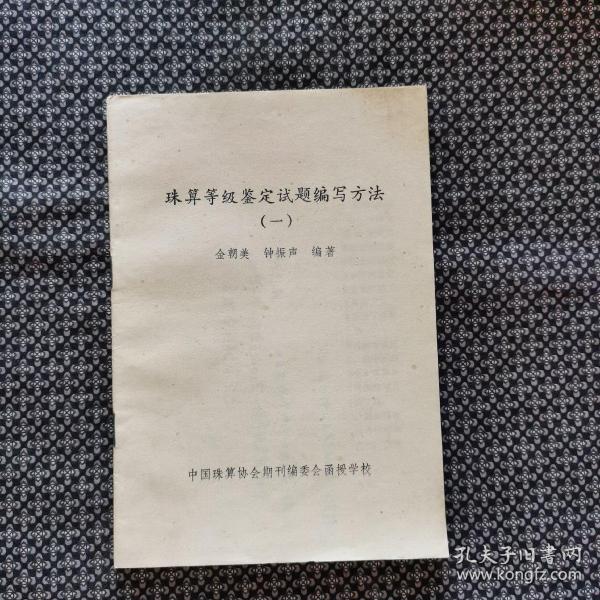 珠算等级鉴定试题编写方法
(一)
金朝美 钟振声 编著
中国珠算协会期刊编委会函授学校
孔夫子旧書网
www.kongfz.com